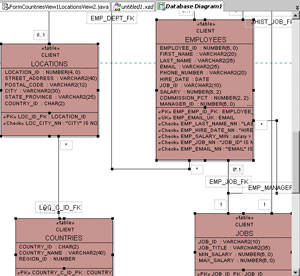 FormCountriesView1LocationsView2.java
untitled1.xad
Database Diagram1
EMP_DEPT_FK
HIST_JOB_FK
0..1
«table»
CLIENT
LOCATIONS
LOCATION_ID : NUMBER(4, 0)
STREET_ADDRESS : VARCHAR2(40)
POSTAL_CODE : VARCHAR2(12)
CITY : VARCHAR2(30)
STATE_PROVINCE : VARCHAR2(25)
COUNTRY_ID : CHAR(2)
«PK»LOC_ID_PK : LOCATION_ID
«Check» LOC_CITY_NN : "CITY" IS NO
«table»
CLIENT
EMPLOYEES
EMPLOYEE_ID : NUMBER(6, 0)
FIRST_NAME : VARCHAR2(20)
LAST_NAME : VARCHAR2(25)
EMAIL : VARCHAR2(25)
PHONE_NUMBER : VARCHAR2(20)
HIRE_DATE : DATE
JOB_ID : VARCHAR2(10)
SALARY : NUMBER(8, 2)
COMMISSION_PCT : NUMBER(2, 2)
MANAGER_ID : NUMBER(6, 0)
«PK» EMP_EMP_ID_PK : EMPLOYEE_
«UK» EMP_EMAIL_UK : EMAIL
«Check» EMP_LAST_NAME_NN : "LA
«Check» EMP_HIRE_DATE_NN : "HIR
«Check» EMP_SALARY_MIN : salary
«Check» EMP_JOB_NN : "JOB_ID" IS N
«Check» EMP_EMAIL_NN : "EMAIL" IS
EMP_JOB_FK
EMP_MANAGER
LOC_C_ID_FK
«table»
CLIENT
COUNTRIES
COUNTRY_ID : CHAR(2)
COUNTRY_NAME : VARCHAR2(40)
REGION_ID : NUMBER
«PK»COUNTRY_C_ID_PK : COUNTRY
«table»
CLIENT
JOBS
JOB_ID : VARCHAR2(10)
JOB_TITLE : VARCHAR2(35)
MIN_SALARY : NUMBER(6, 0)
MAX_SALARY : NUMBER(6, 0)
«PK» JOB_ID_PK : JOB_ID